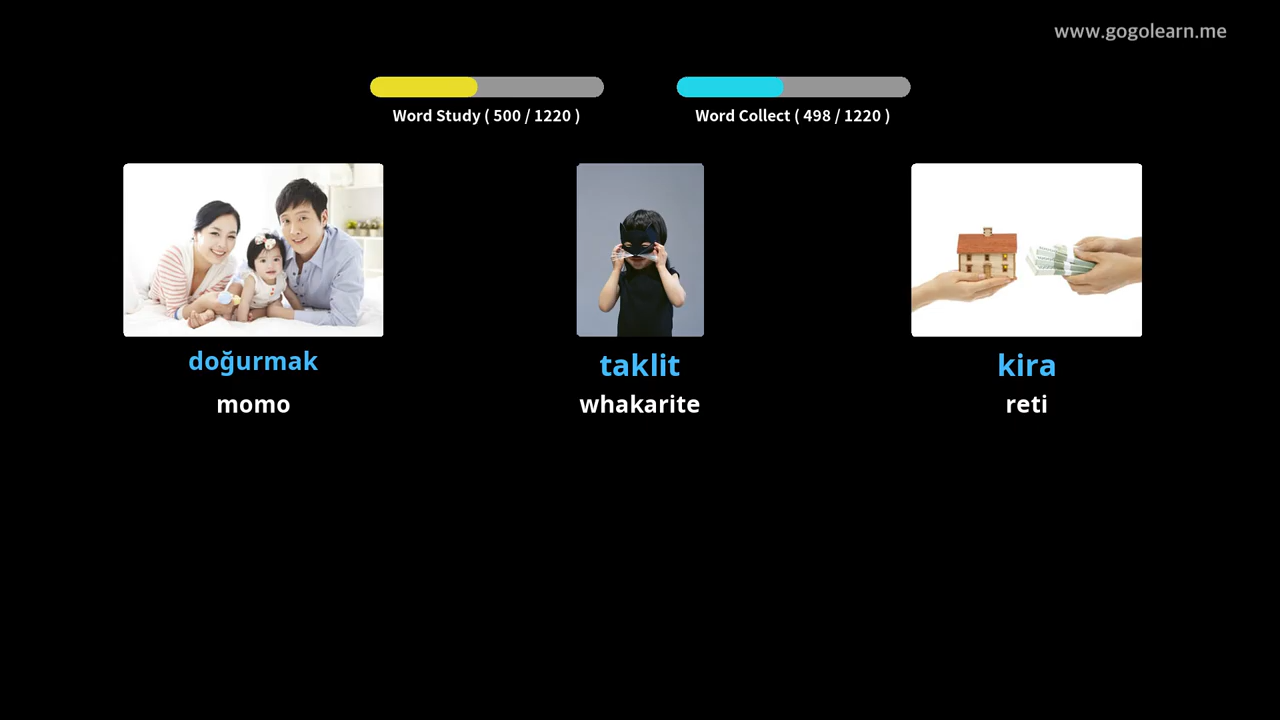 www.gogolearn.me
Word Study ( 500 / 1220 )
Word Collect ( 498 / 1220 )
doğurmak
momo
taklit
whakarite
kira
reti